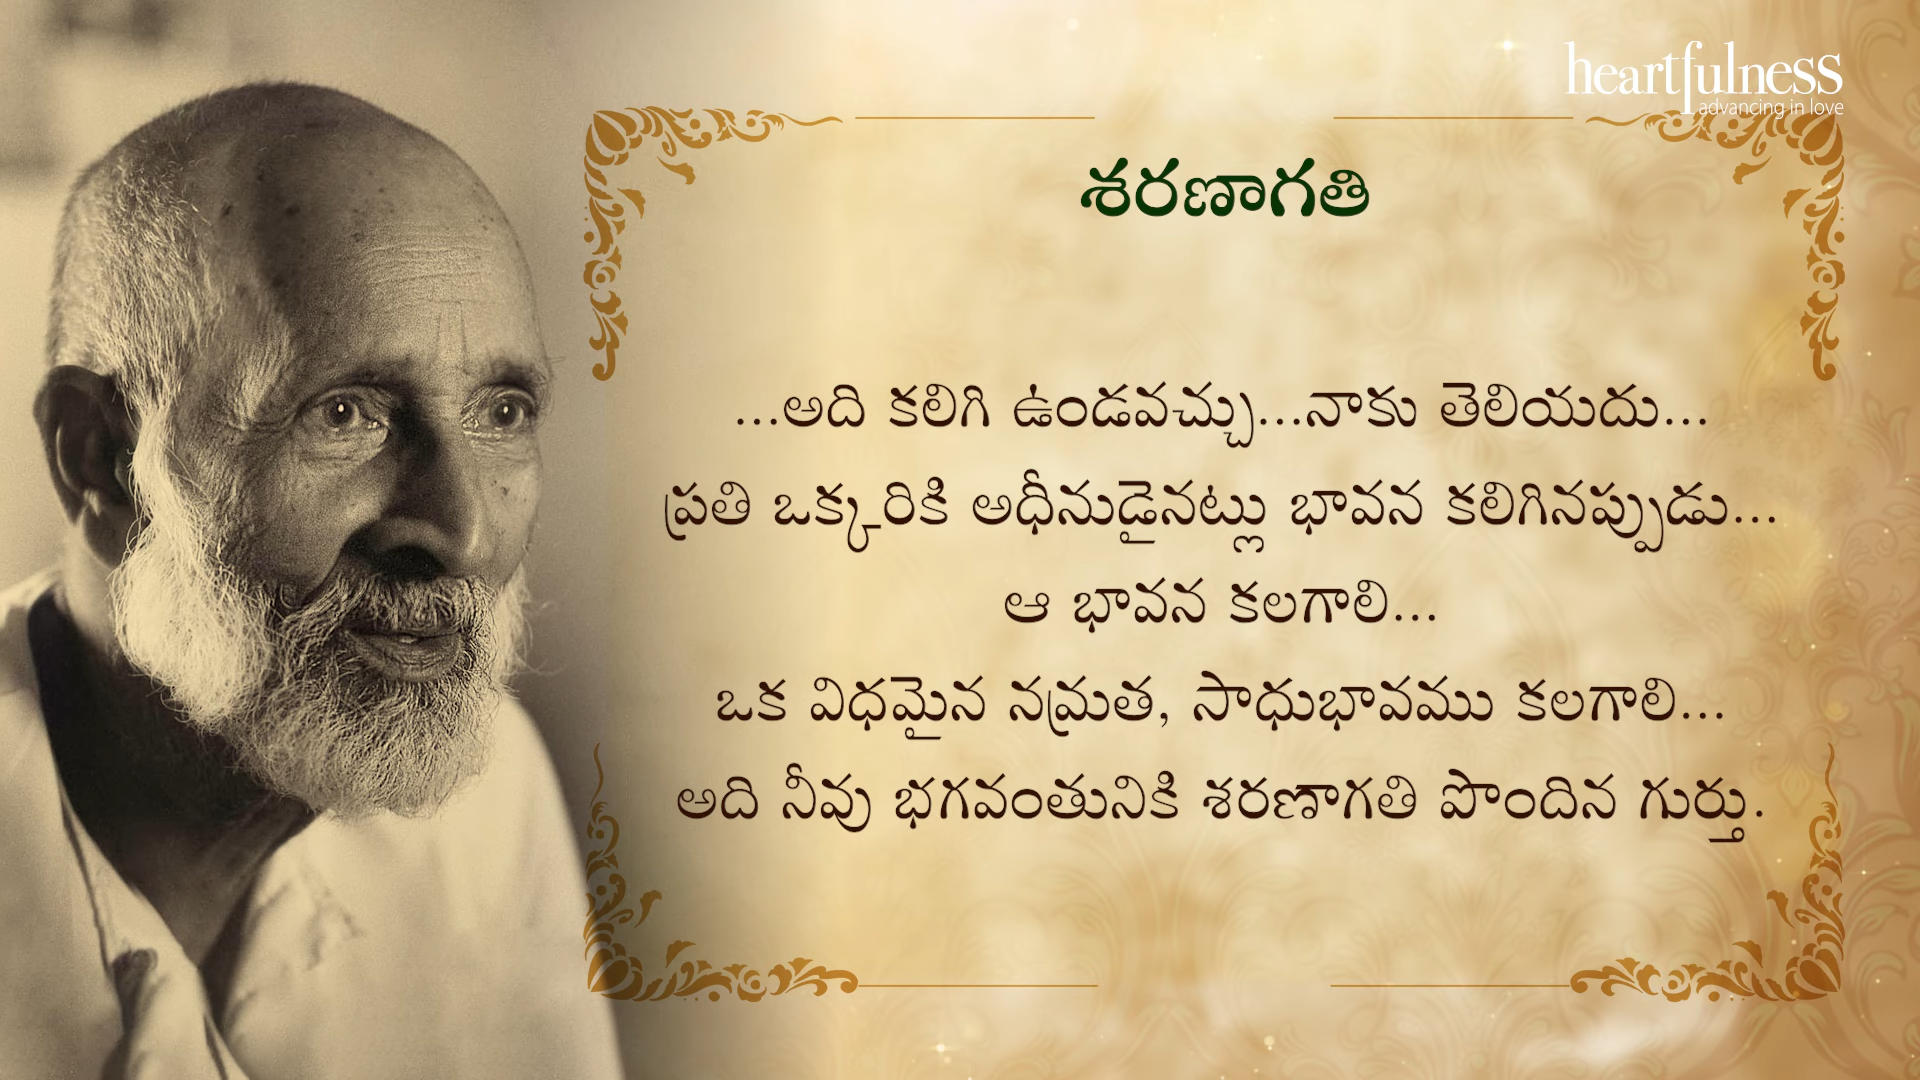 heartfulness
advancing in love
శరణాగతి
...అది కలిగి ఉండవచ్చు...నాకు తెలియదు...
ప్రతి ఒక్కరికి అధీనుడైనట్లు భావన కలిగినప్పుడు...
ఆ భావన కలగాలి...
ఒక విధమైన నమ్రత, సాధుభావము కలగాలి...
అది నీవు భగవంతునికి శరణాగతి పొందిన గుర్తు.